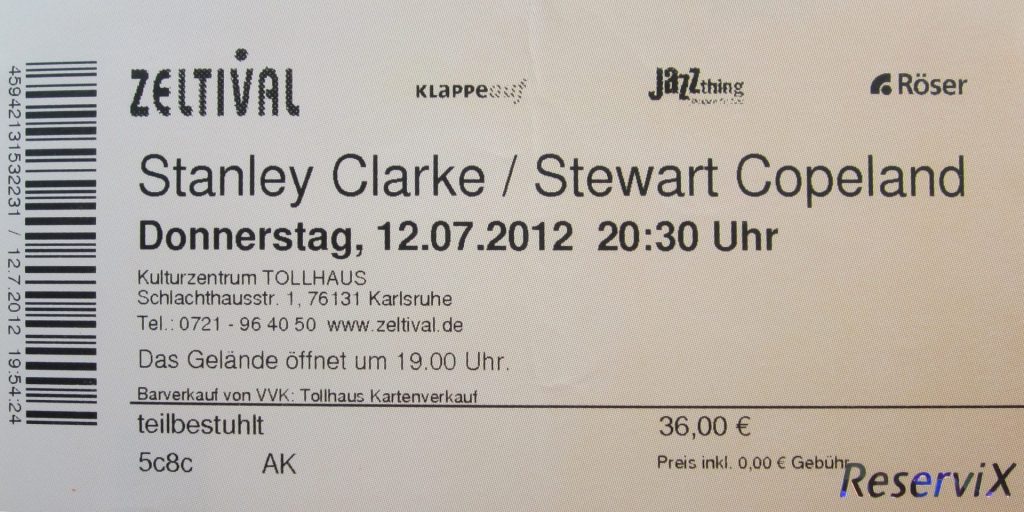 45942131532231 / 12.7.2012 19:54:24
ZELTIVAL
KLAPPEauf
JAZZthing
Röser
Stanley Clarke / Stewart Copeland
Donnerstag, 12.07.2012 20:30 Uhr
Kulturzentrum TOLLHAUS
Schlachthausstr. 1, 76131 Karlsruhe
Tel.: 0721 - 96 40 50 www.zeltival.de
Das Gelände öffnet um 19.00 Uhr.
Barverkauf von VVK: Tollhaus Kartenverkauf
teilbestuhlt 36,00 €
5c8c AK Preis inkl. 0,00 € Gebühr
ReserviX